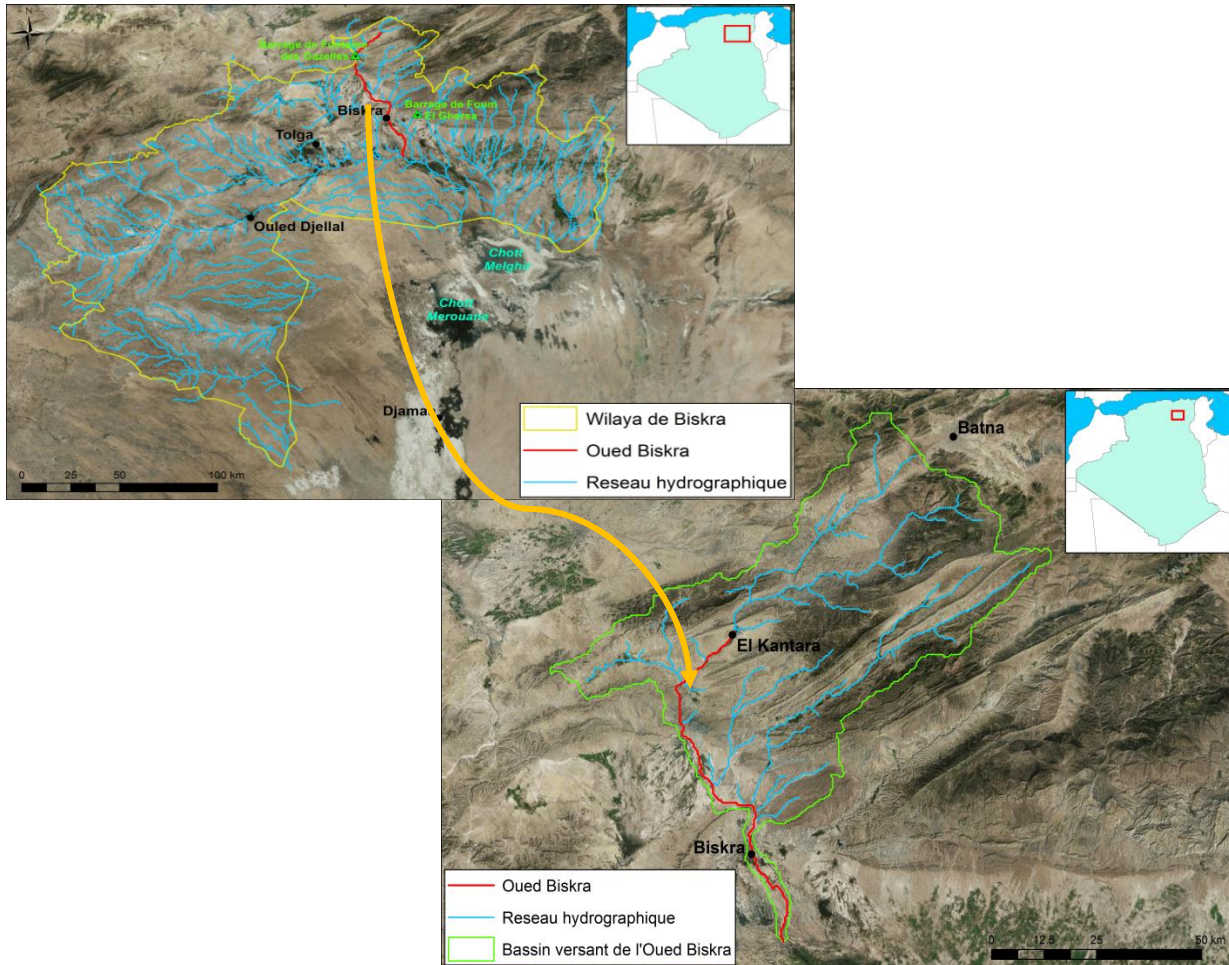 N
Barrage de Fontaine
des Gazelles
Barrage de Foum
El Gherza
Biskra
Tolga
Ouled Djellal
Chott
Melghir
Chott
Merouane
Djamaa
Wilaya de Biskra
Oued Biskra
Reseau hydrographique
0 25 50 100 km
Batna
El Kantara
Biskra
Oued Biskra
Reseau hydrographique
Bassin versant de l'Oued Biskra
0 12.5 25 50 km